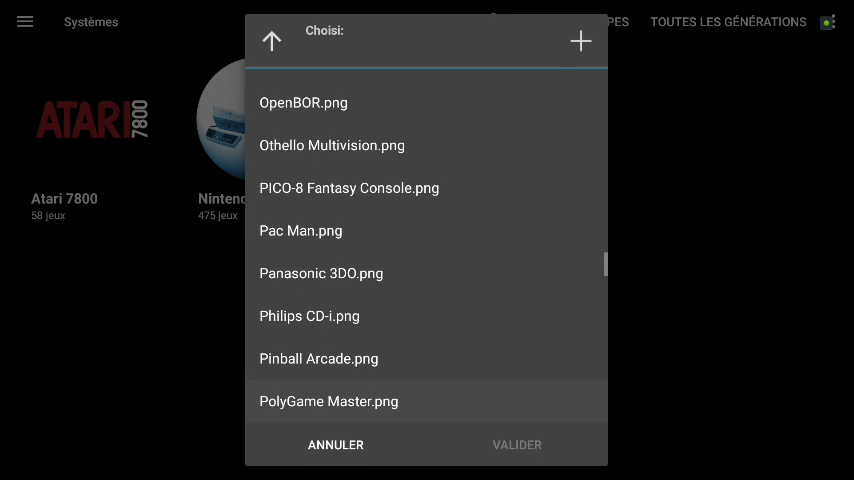 Systèmes
Choisi:
PES
TOUTES LES GÉNÉRATIONS
OpenBOR.png
Othello Multivision.png
PICO-8 Fantasy Console.png
Pac Man.png
Panasonic 3DO.png
Philips CD-i.png
Pinball Arcade.png
PolyGame Master.png
ANNULER
VALIDER
ATARI 7800
Atari 7800
58 jeux
Nintend
475 jeux